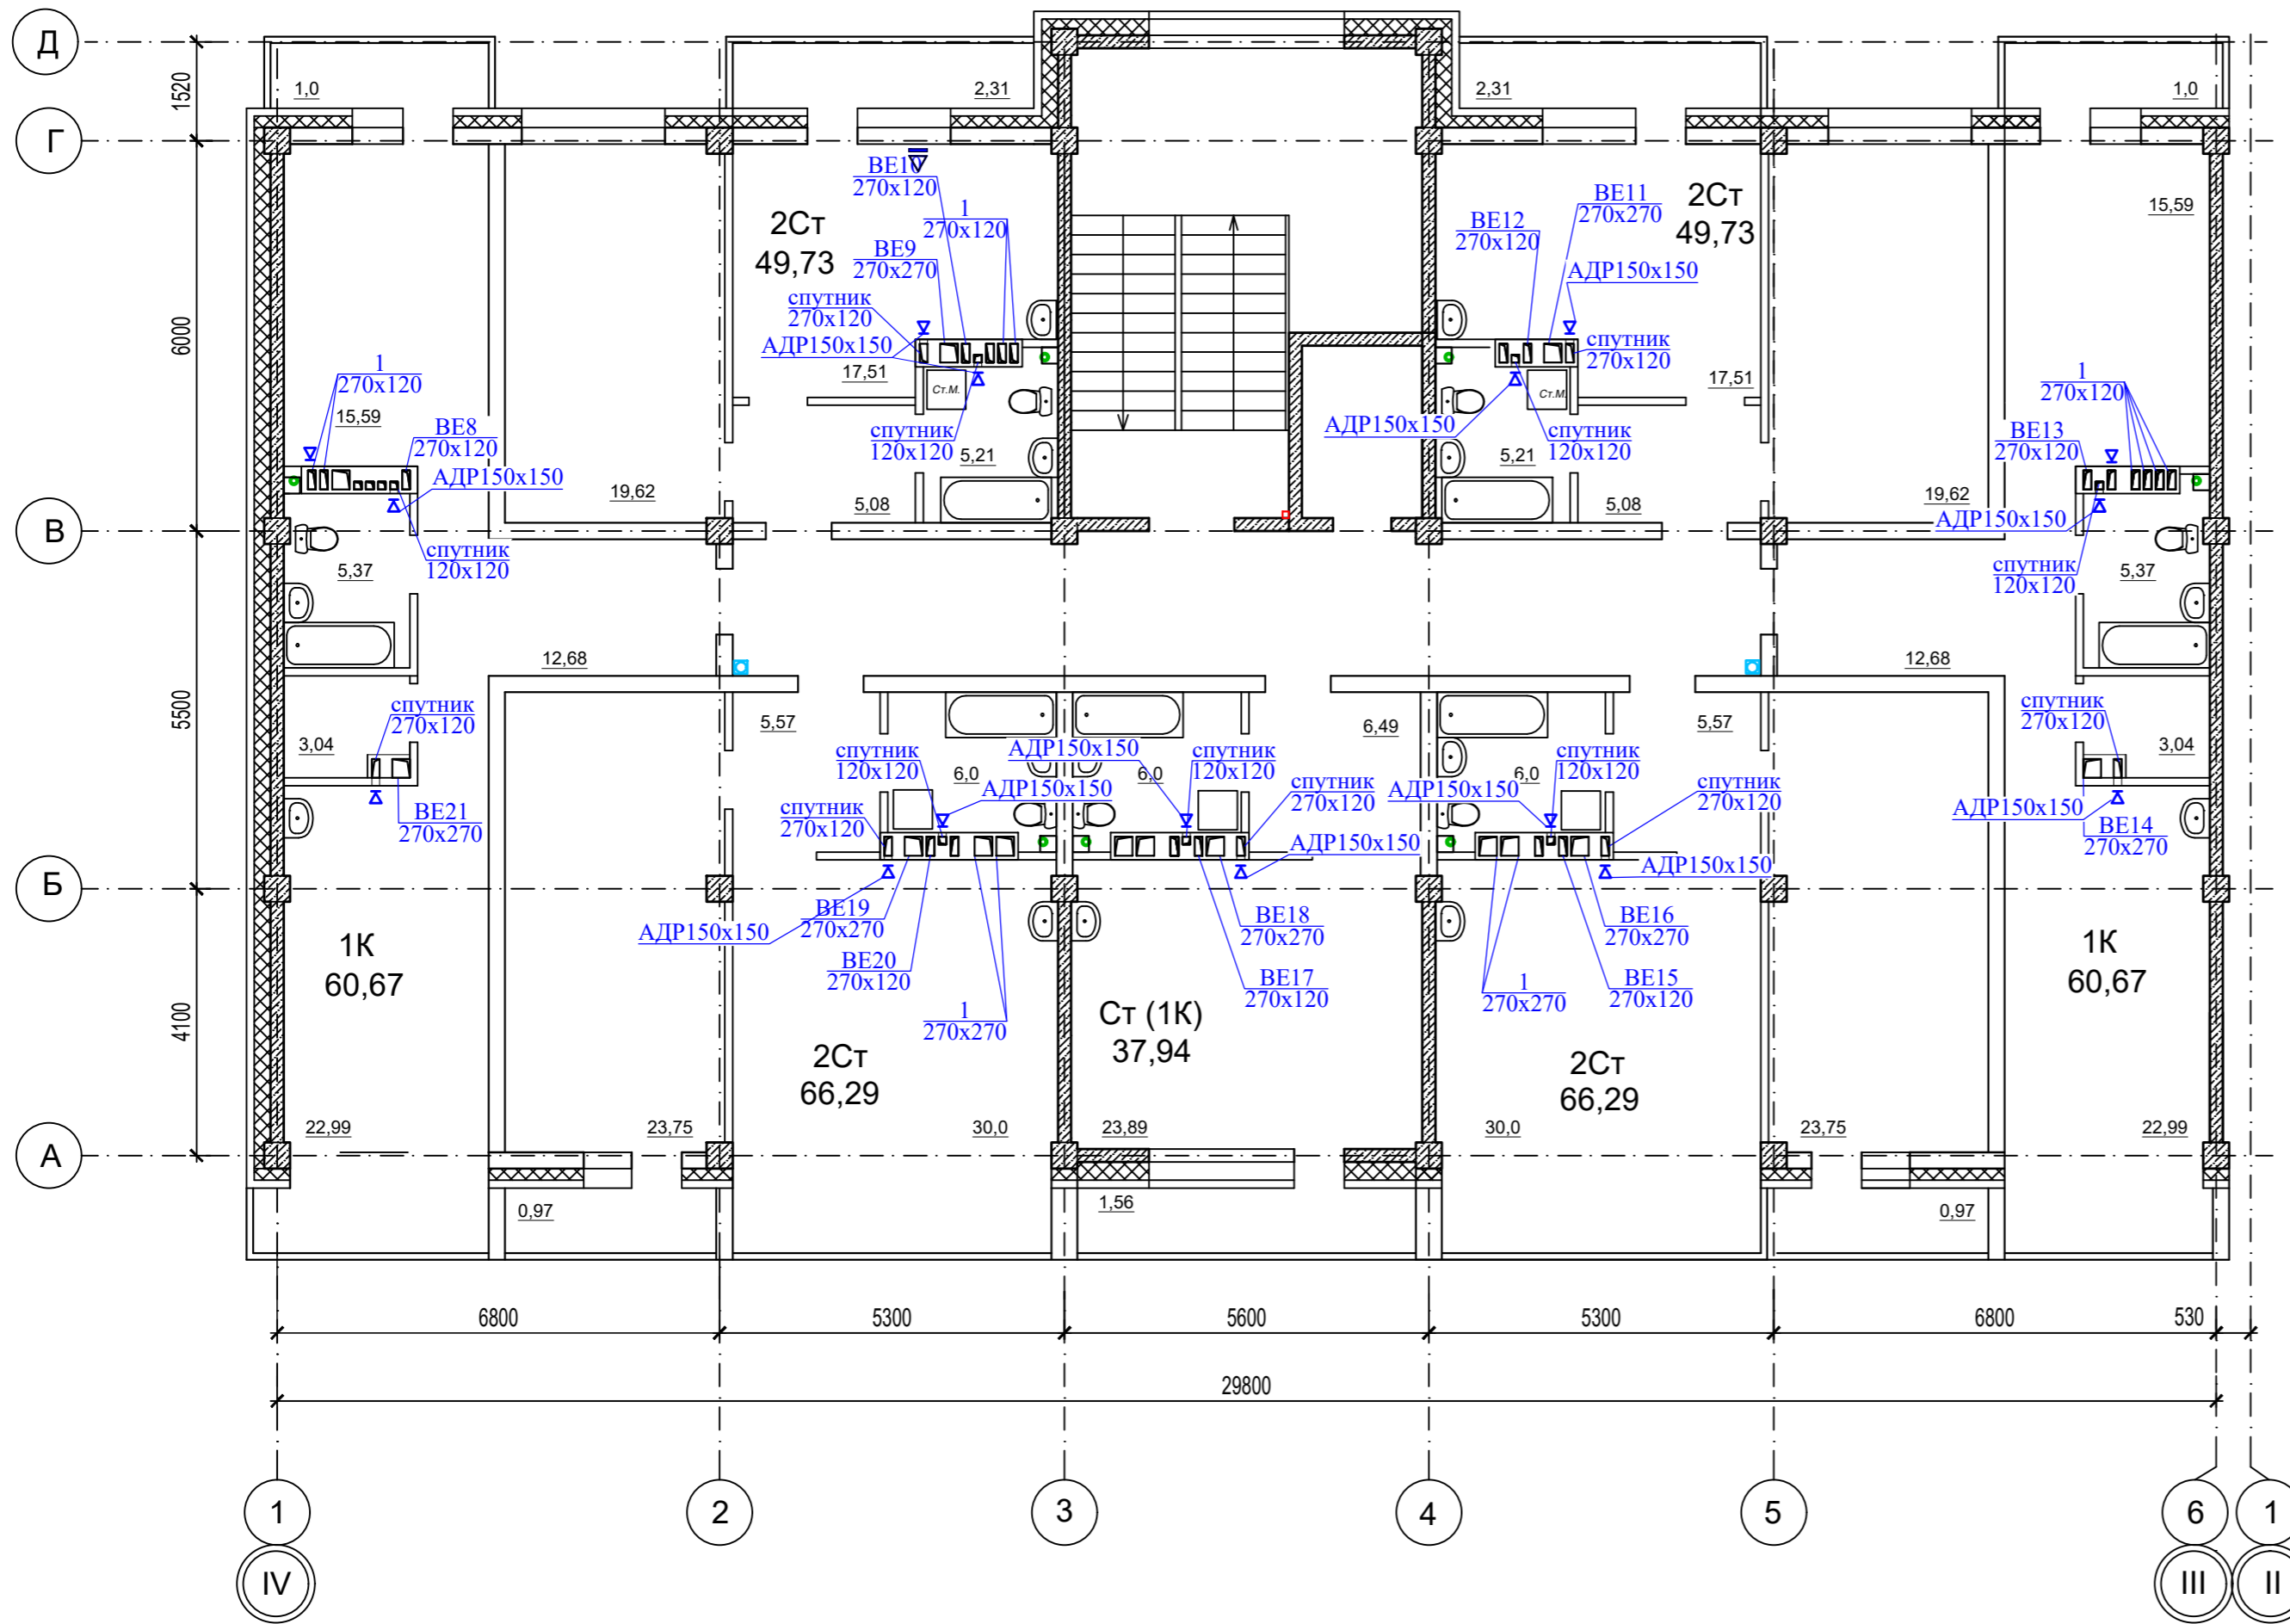 Д
1520
1,0
2,31
2,31
1,0
Г
ВЕ10
270х120
2Ст
49,73
1
270х120
ВЕ9
270х270
спутник
270х120
АДР150х150
17,51
Ст.М.
спутник
120х120
5,21
5,08
ВЕ12
270х120
ВЕ11
270х270
2Ст
49,73
АДР150х150
спутник
270х120
17,51
Ст.М.
АДР150х150
спутник
120х120
5,21
5,08
15,59
6000
1
270х120
15,59
ВЕ8
270х120
АДР150х150
19,62
1
270х120
ВЕ13
270х120
19,62
АДР150х150
В
спутник
120х120
5,37
спутник
120х120
5,37
5500
12,68
12,68
спутник
270х120
3,04
ВЕ21
270х270
5,57
6,49
5,57
спутник
270х120
3,04
АДР150х150
ВЕ14
270х270
спутник
120х120
6,0
АДР150х150
спутник
270х120
АДР150х150
спутник
120х120
6,0
спутник
270х120
АДР150х150
АДР150х150
спутник
120х120
6,0
спутник
270х120
АДР150х150
Б
АДР150х150
ВЕ19
270х270
ВЕ20
270х120
1
270х270
ВЕ18
270х270
ВЕ17
270х120
ВЕ16
270х270
1
270х270
ВЕ15
270х120
4100
1К
60,67
2Ст
66,29
Ст (1К)
37,94
2Ст
66,29
1К
60,67
22,99
23,75
30,0
23,89
30,0
23,75
22,99
А
0,97
1,56
0,97
6800
5300
5600
5300
6800
530
29800
1
2
3
4
5
6
1
IV
III
II